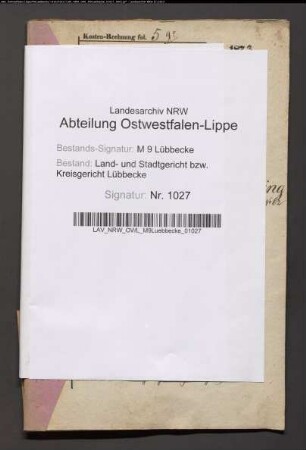 Kosten-Rechnung fol. 5
Landesarchiv NRW
Abteilung Ostwestfalen-Lippe
Bestands-Signatur: M 9 Lübbecke
Bestand: Land- und Stadtgericht bzw.
Kreisgericht Lübbecke
Signatur: Nr. 1027
LAV_NRW_OWL_M9Luebbecke_01027